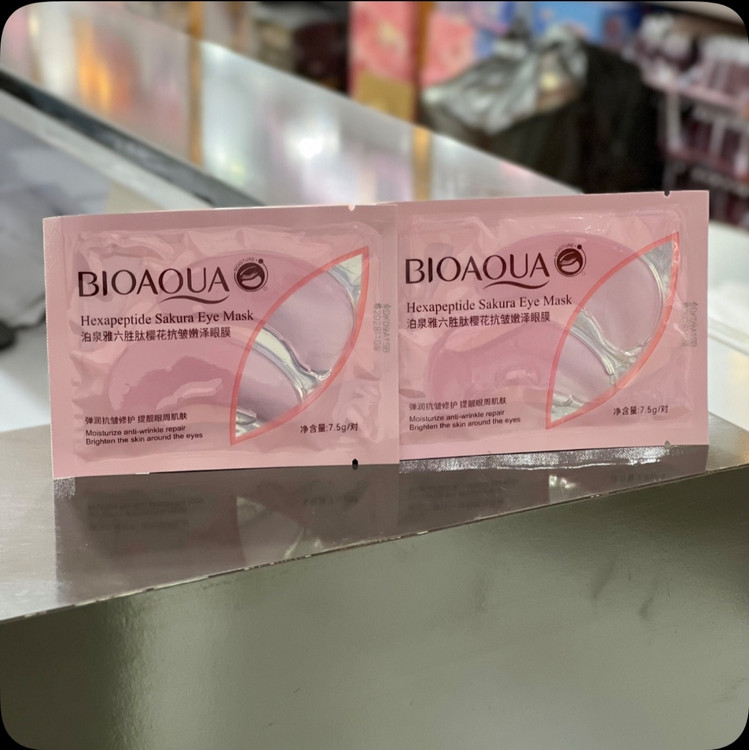 BIOAQUA
Hexapeptide Sakura Eye Mask
泊泉雅六胜肽樱花抗皱嫩泽眼膜
弹润抗皱修护 提靓眼周肌肤
Moisturize anti-wrinkle repair
Brighten the skin around the eyes
净含量:7.5g/对
BIOAQUA
Hexapeptide Sakura Eye Mask
泊泉雅六胜肽樱花抗皱嫩泽眼膜
弹润抗皱修护 提靓眼周肌肤
Moisturize anti-wrinkle repair
Brighten the skin around the eyes
净含量:7.5g/对